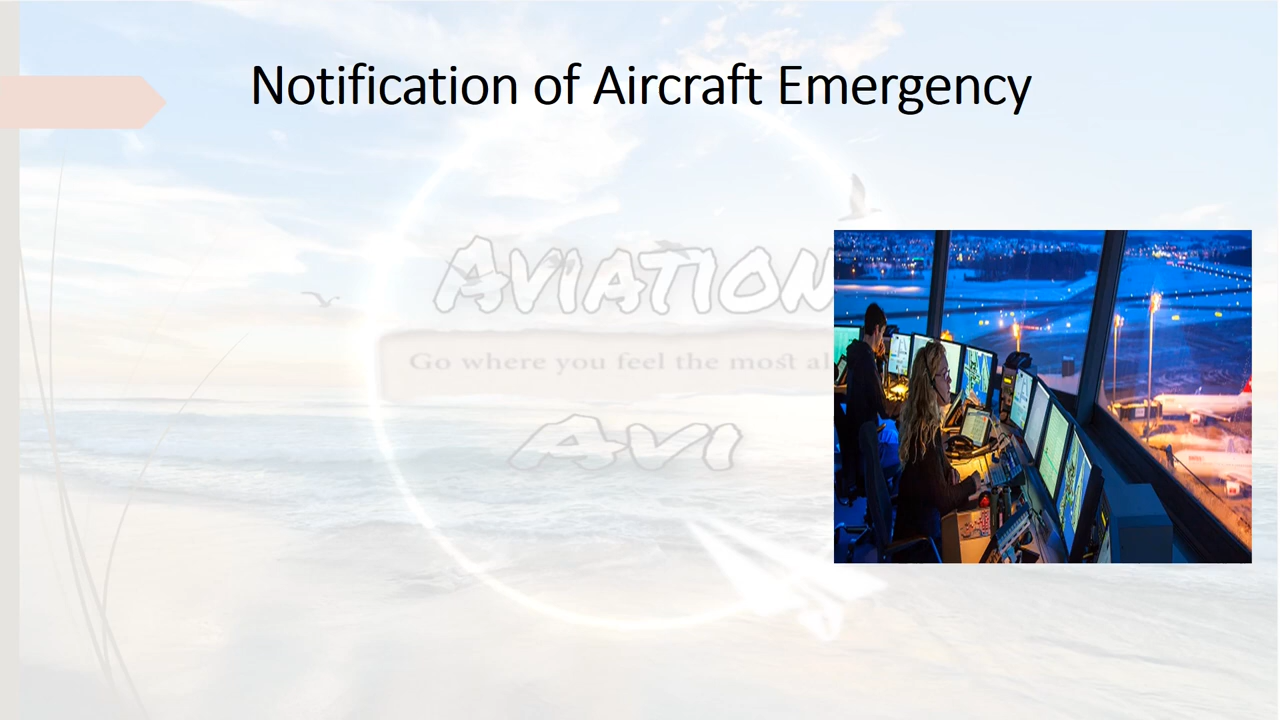 Notification of Aircraft Emergency
AVIATION
Go where you feel the most al
AVI